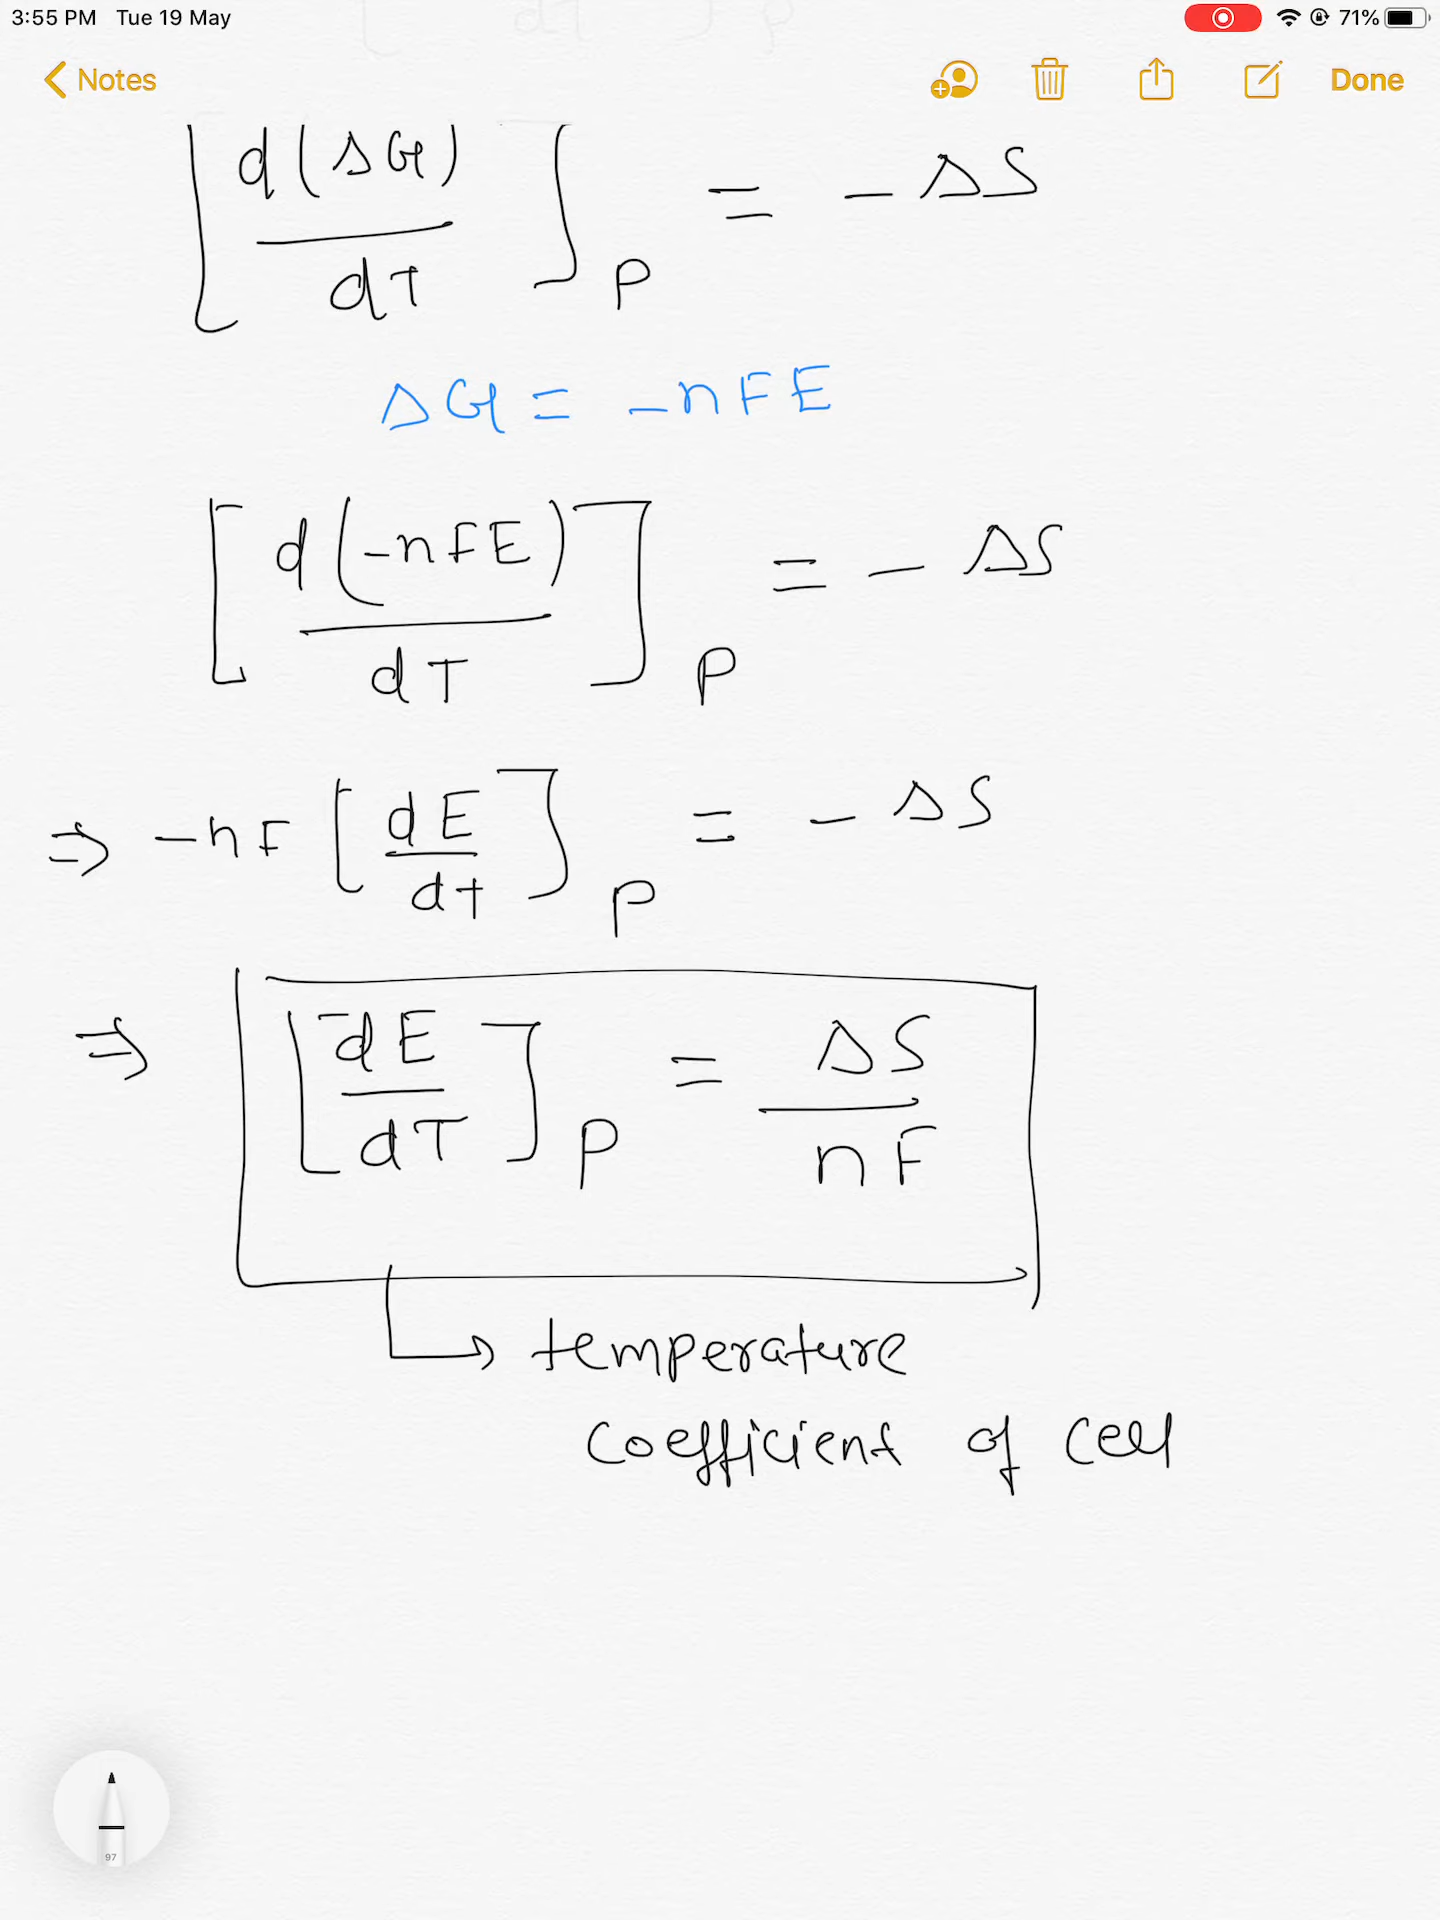 3:55 PM Tue 19 May
71%
Notes
Done
[d(ΔG)/dT]P = -ΔS
ΔG = -nFE
[d(-nFE)/dT]P = -ΔS
⇒ -nF[dE/dt]P = -ΔS
⇒ [dE/dT]P = ΔS/nF
↳ temperature
coefficient of cell
97